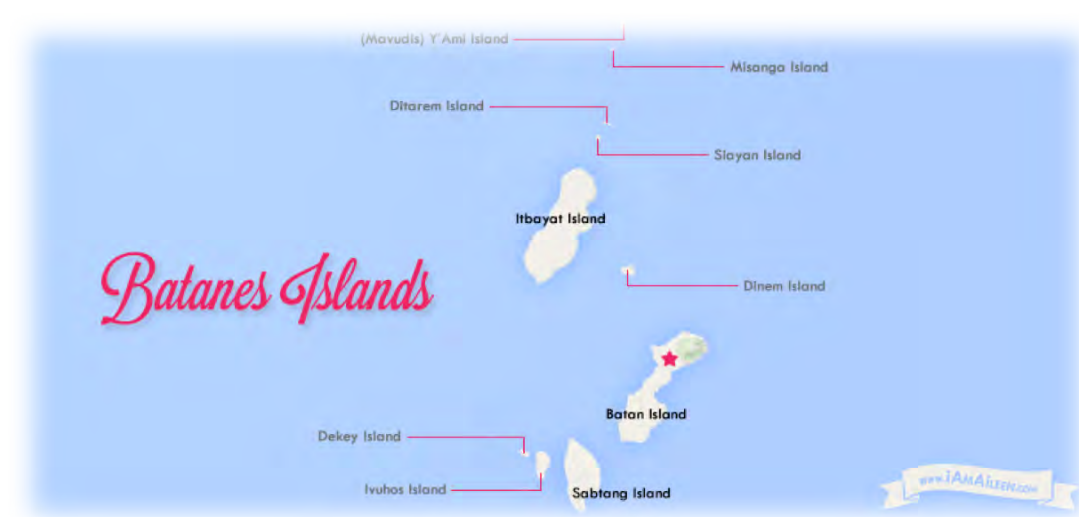 (Mavudis) Y'Ami Island
Misanga Island
Ditarem Island
Siayan Island
Itbayat Island
Batanes Islands
Dinem Island
Batan Island
Dekey Island
Ivuhos Island
Sabtang Island
www.IAMAILEEN.com